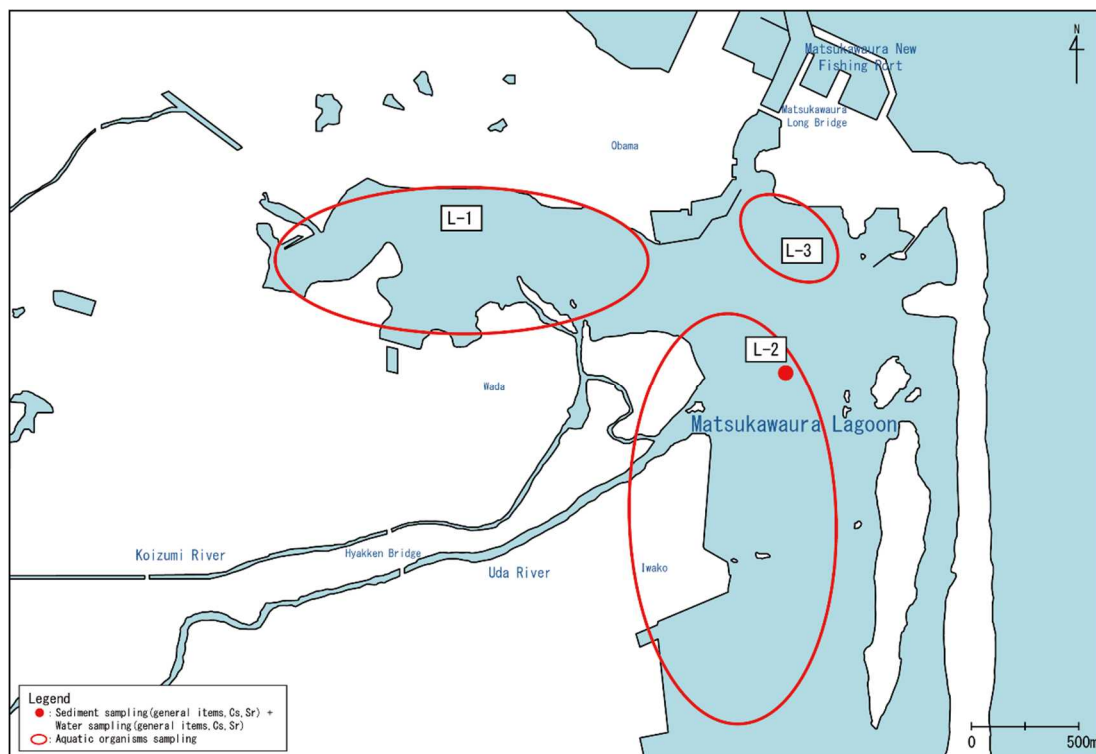 N
Matsukawaura New
Fishing Port
Matsukawaura
Long Bridge
Obama
L-1
L-3
L-2
Wada
Matsukawaura Lagoon
Koizumi River
Hyakken Bridge
Uda River
Iwako
Legend
: Sediment sampling(general items,Cs,Sr) +
Water sampling(general items,Cs,Sr)
: Aquatic organisms sampling
0 500m